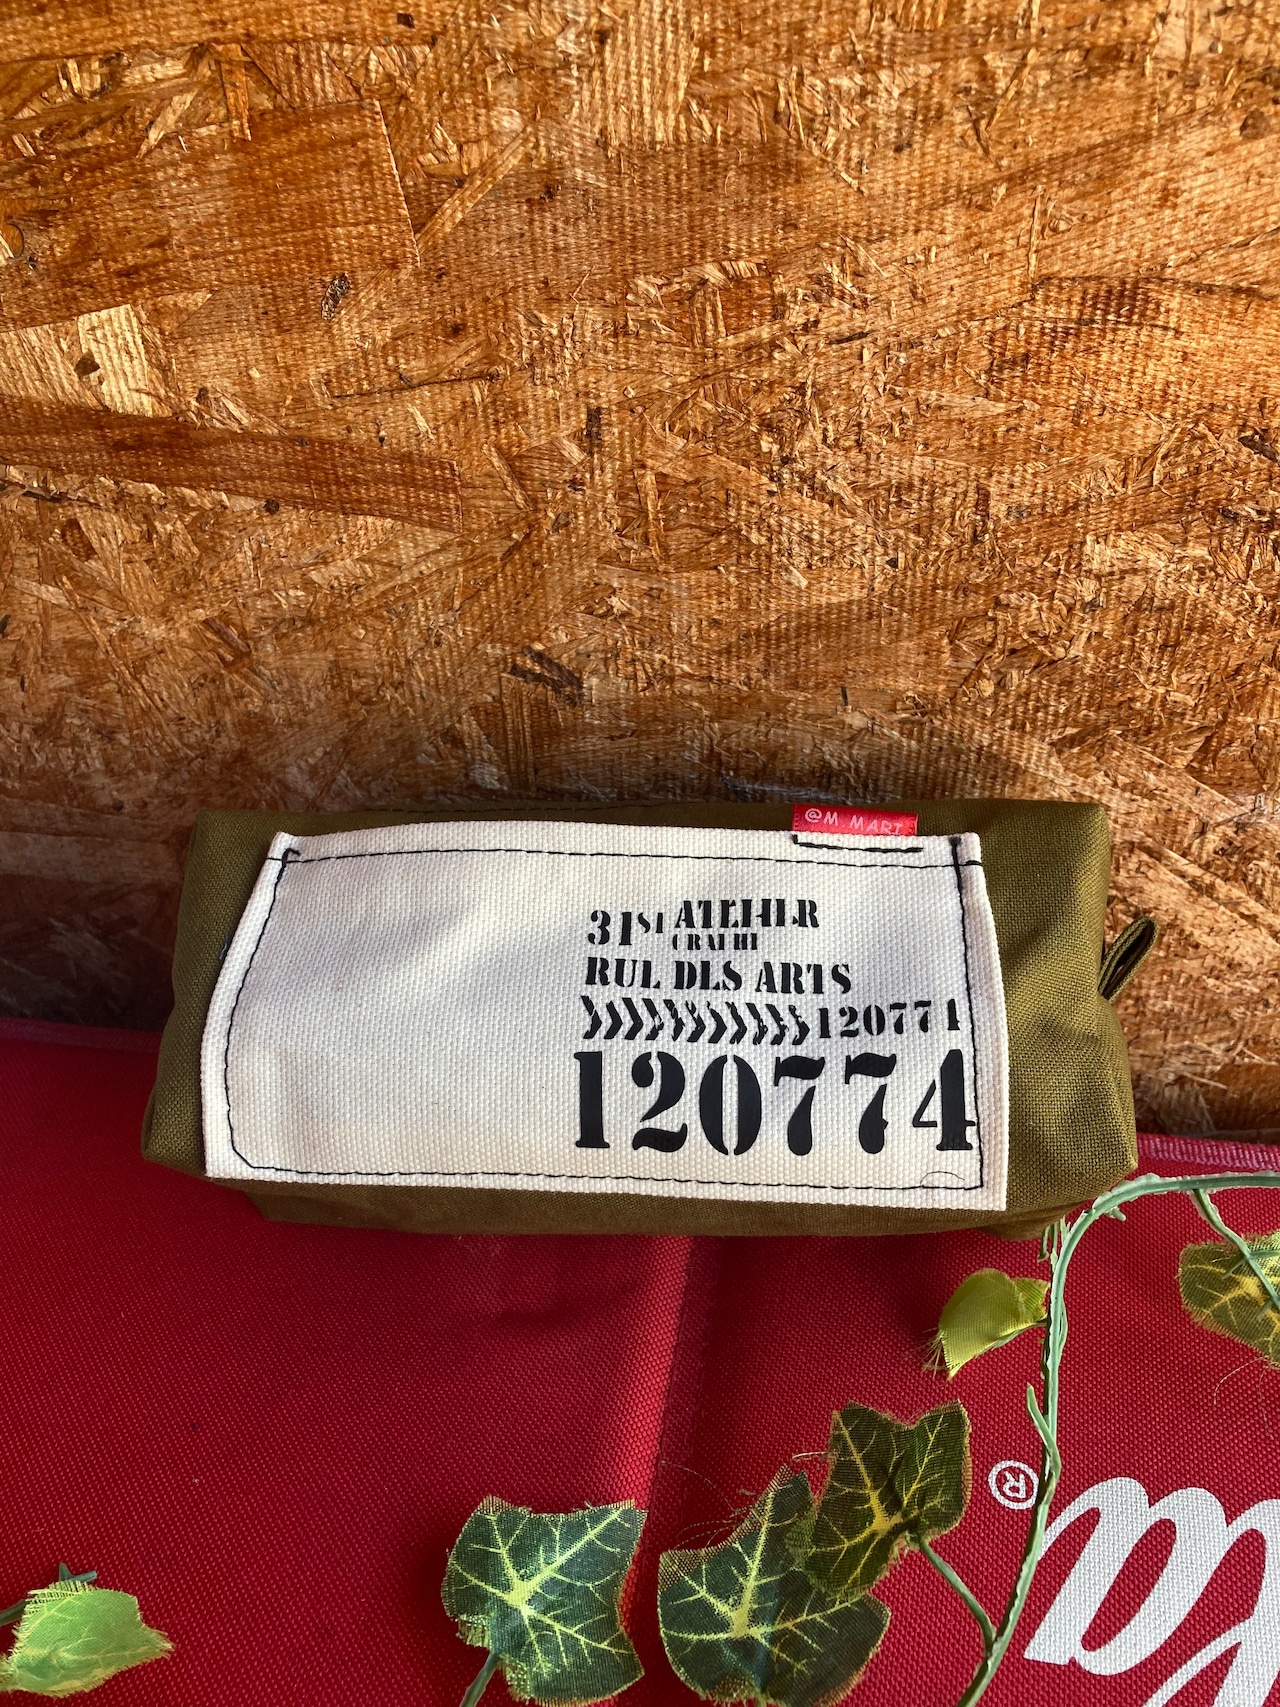 @M MART
31ST ATELIER
RUE DES ARTS
120774
120774
®